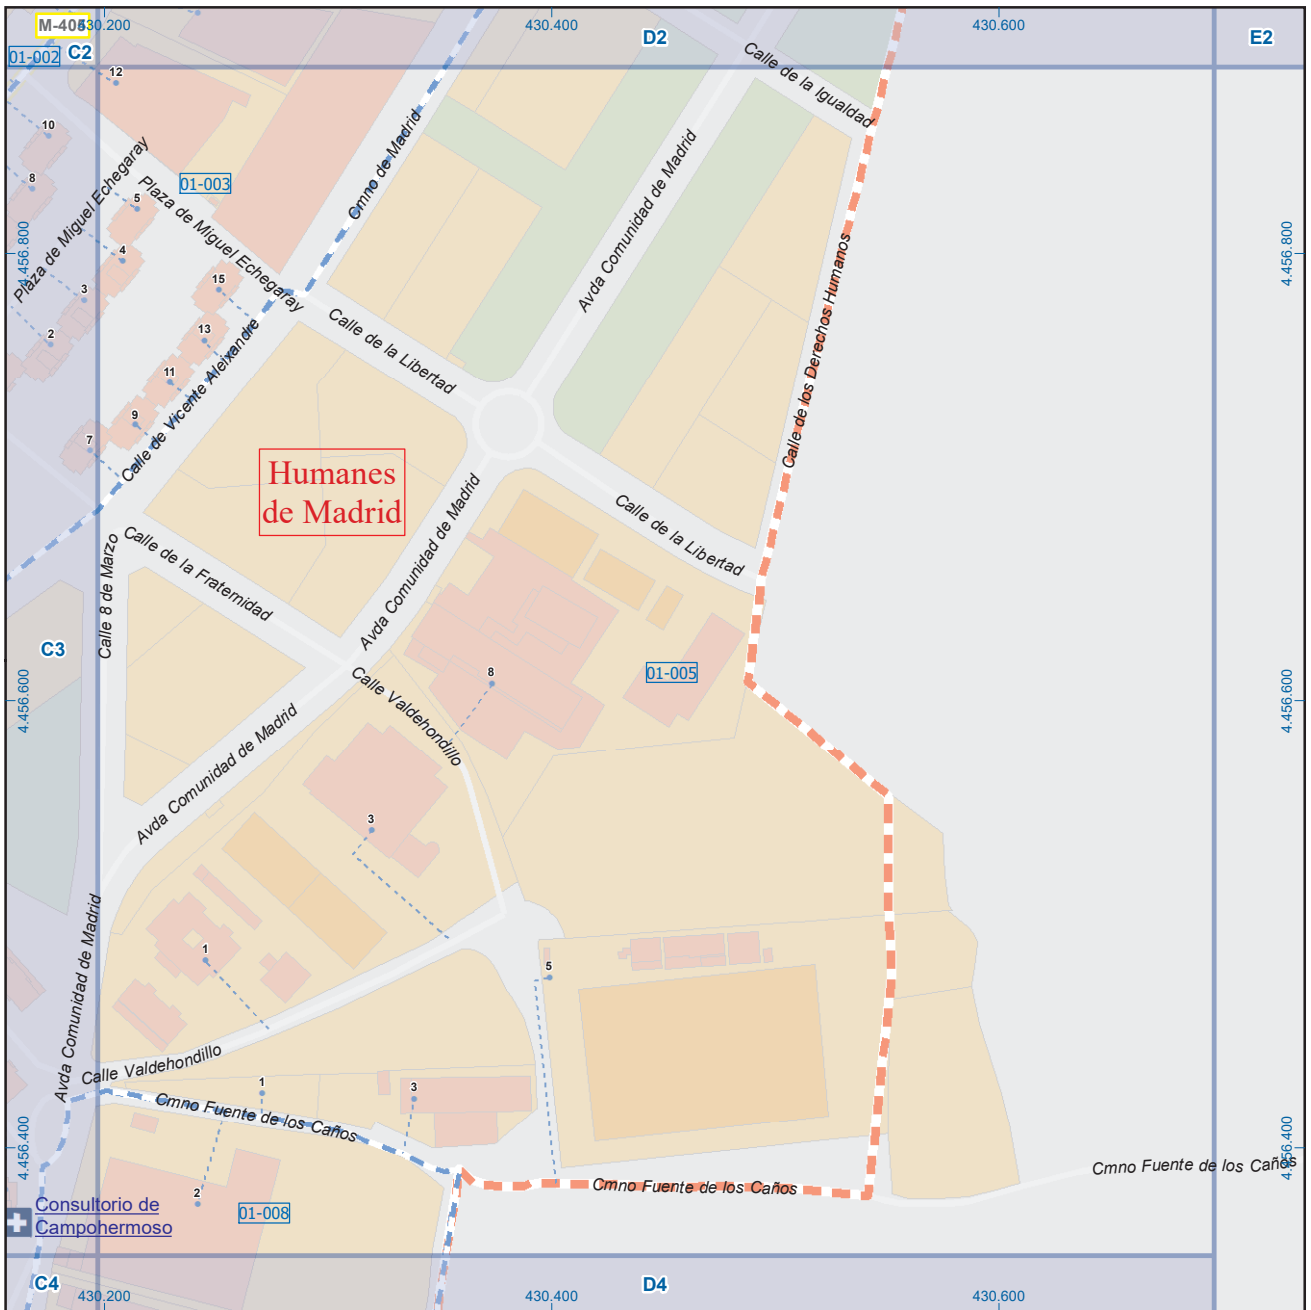 M-405
430.200
430.400
430.600
D2
E2
C2
01-002
12
Calle de la Igualdad
10
Cmno de Madrid
Avda Comunidad de Madrid
8
Plaza de Miguel Echegaray
5
01-003
Plaza de Miguel Echegaray
4
4.456.800
4.456.800
3
15
2
13
Calle de la Libertad
Calle de los Derechos Humanos
11
Calle de Vicente Aleixandre
9
7
Humanes
de Madrid
Avda Comunidad de Madrid
Calle de la Libertad
Calle 8 de Marzo
Calle de la Fraternidad
C3
Calle Valdehondillo
8
01-005
4.456.600
4.456.600
Avda Comunidad de Madrid
3
Avda Comunidad de Madrid
1
5
Calle Valdehondillo
1
3
Cmno Fuente de los Caños
4.456.400
4.456.400
Cmno Fuente de los Caños
Cmno Fuente de los Caños
2
Consultorio de
Campohermoso
01-008
C4
D4
430.200
430.400
430.600